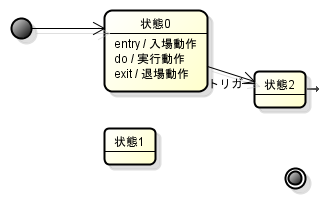 状態0
entry / 入場動作
do / 実行動作
exit / 退場動作
トリガー
状態2
状態1